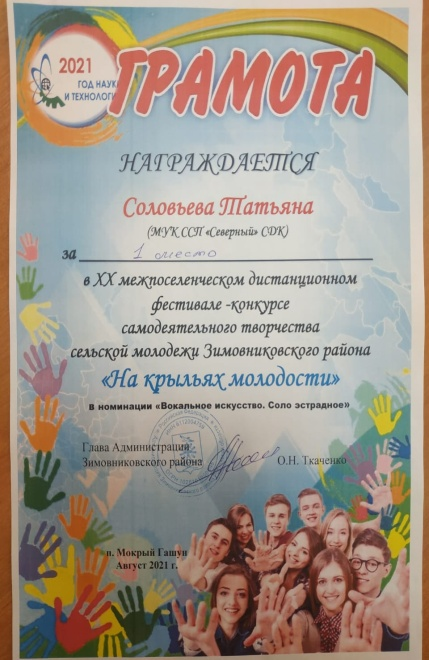 2021
ГОД НАУКИ
И ТЕХНОЛОГИЙ
ГРАМОТА
НАГРАЖДАЕТСЯ
Соловьева Татьяна
(МУК ССП «Северный» СДК)
за 1 место
в XX межпоселенческом дистанционном
фестивале -конкурсе
самодеятельного творчества
сельской молодежи Зимовниковского района
«На крыльях молодости»
в номинации «Вокальное искусство. Соло эстрадное»
Глава Администрации
Зимовниковского района О.Н. Ткаченко
п. Мокрый Гашун
Август 2021 г.